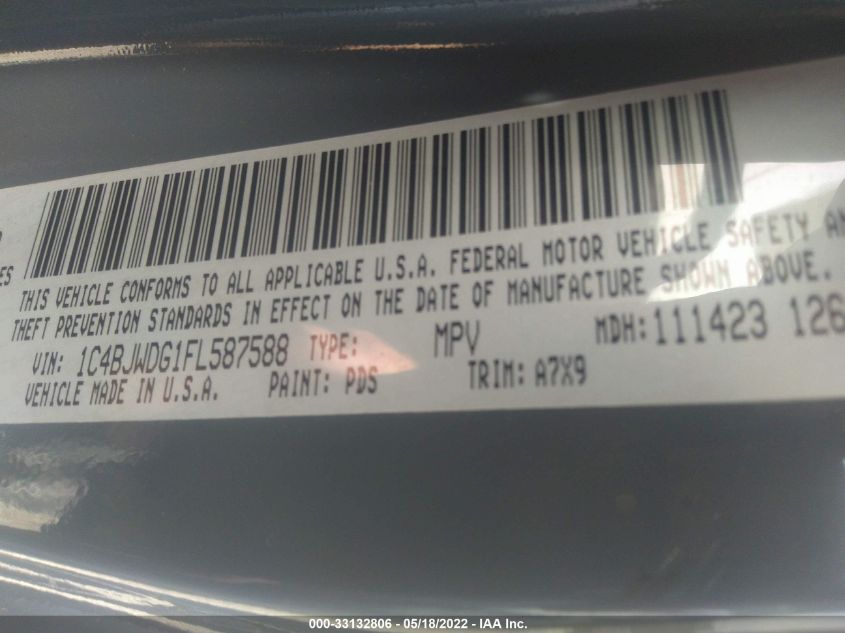 ES
THIS VEHICLE CONFORMS TO ALL APPLICABLE U.S.A. FEDERAL MOTOR VEHICLE SAFETY AN
THEFT PREVENTION STANDARDS IN EFFECT ON THE DATE OF MANUFACTURE SHOWN ABOVE.
VIN: 1C4BJWDG1FL587588 TYPE: MPV MDH:111423 126
VEHICLE MADE IN U.S.A. PAINT: PDS TRIM: A7X9
000-33132806 - 05/18/2022 - IAA Inc.